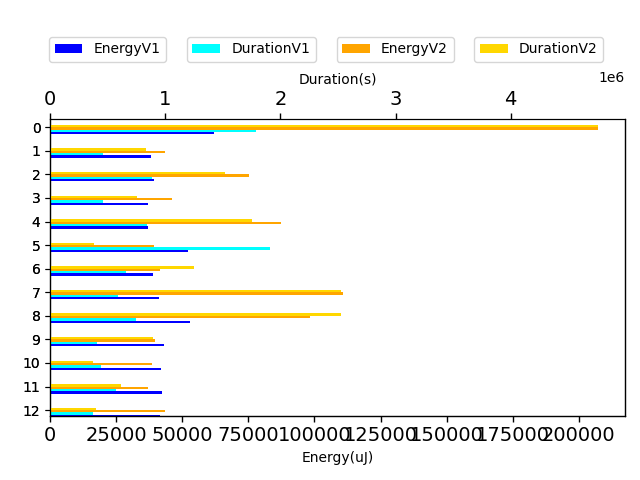 EnergyV1 DurationV1 EnergyV2 DurationV2
Duration(s)
1e6
0 1 2 3 4
0
1
2
3
4
5
6
7
8
9
10
11
12
0 25000 50000 75000 100000 125000 150000 175000 200000
Energy(uJ)